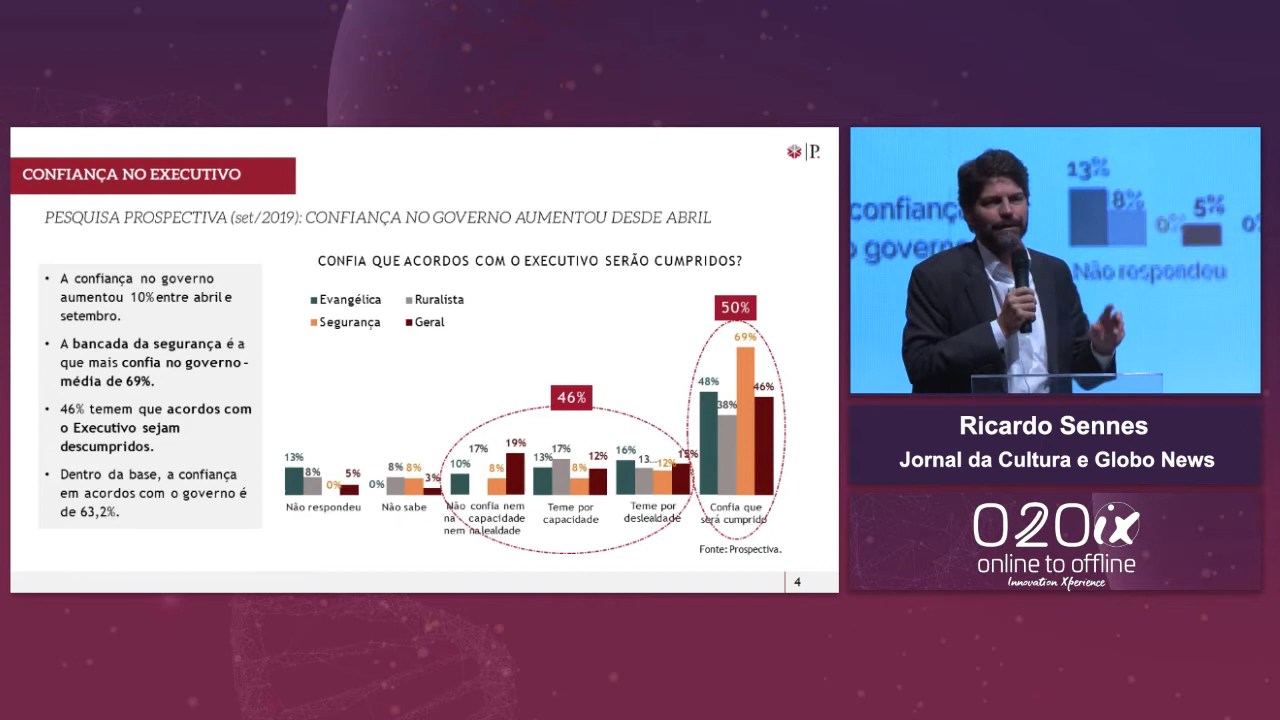 CONFIANÇA NO EXECUTIVO
P.
PESQUISA PROSPECTIVA (set/2019): CONFIANÇA NO GOVERNO AUMENTOU DESDE ABRIL
• A confiança no governo
aumentou 10% entre abril e
setembro.
• A bancada da segurança é a
que mais confia no governo –
média de 69%.
• 46% temem que acordos com
o Executivo sejam
descumpridos.
• Dentro da base, a confiança
em acordos com o governo é
de 63,2%.
CONFIA QUE ACORDOS COM O EXECUTIVO SERÃO CUMPRIDOS?
Evangélica Ruralista
Segurança Geral
50%
46%
13% 8% 0% 5%
Não respondeu
0% 8% 8% 3%
Não sabe
10% 17% 8% 19%
Não confia nem
na capacidade
nem na lealdade
13% 17% 8% 12%
Teme por
capacidade
16% 13... 12% 15%
Teme por
deslealdade
48% 38% 69% 46%
Confia que
será cumprido
Fonte: Prospectiva.
4
confianç
o governo
13%
8%
0%
5%
Não respondeu
Ricardo Sennes
Jornal da Cultura e Globo News
O2Oix
online to offline
Innovation Xperience